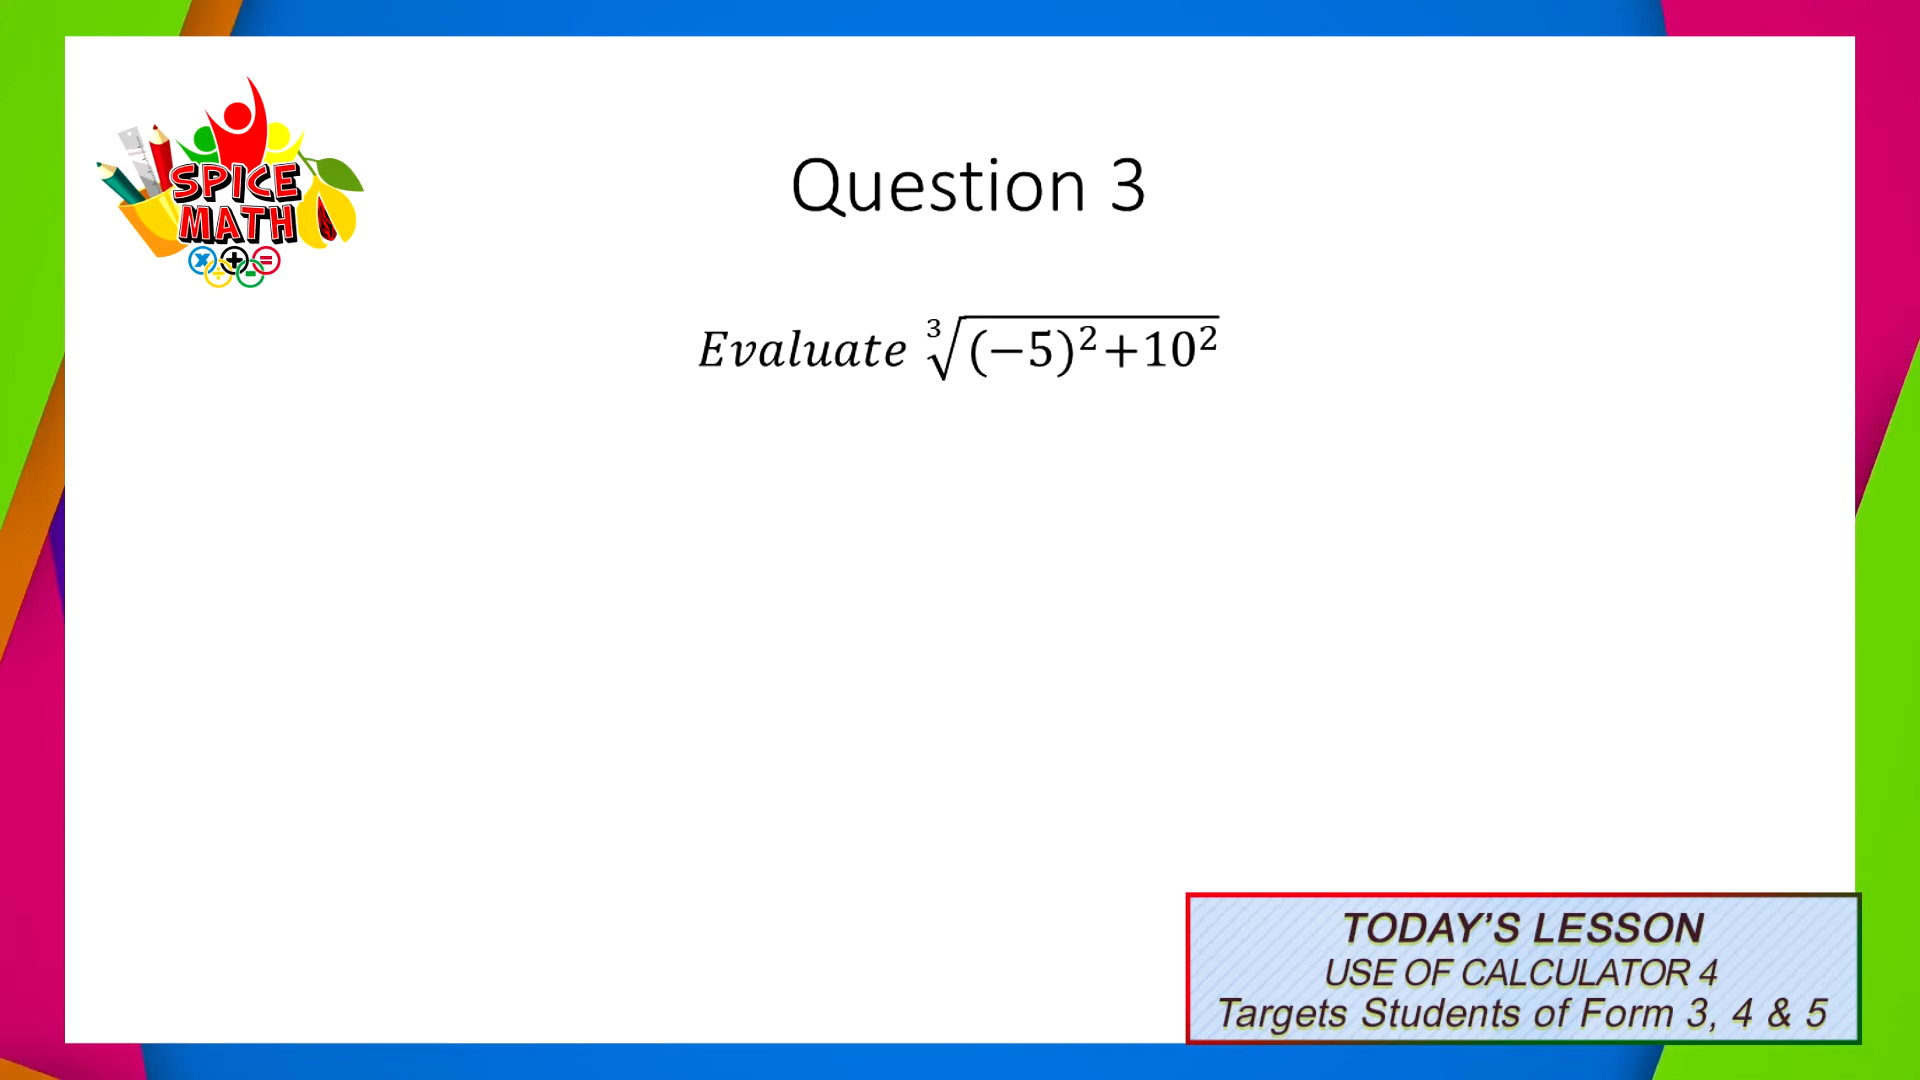 SPICE
MATH
Question 3
Evaluate ∛((−5)²+10²)
TODAY'S LESSON
USE OF CALCULATOR 4
Targets Students of Form 3, 4 & 5